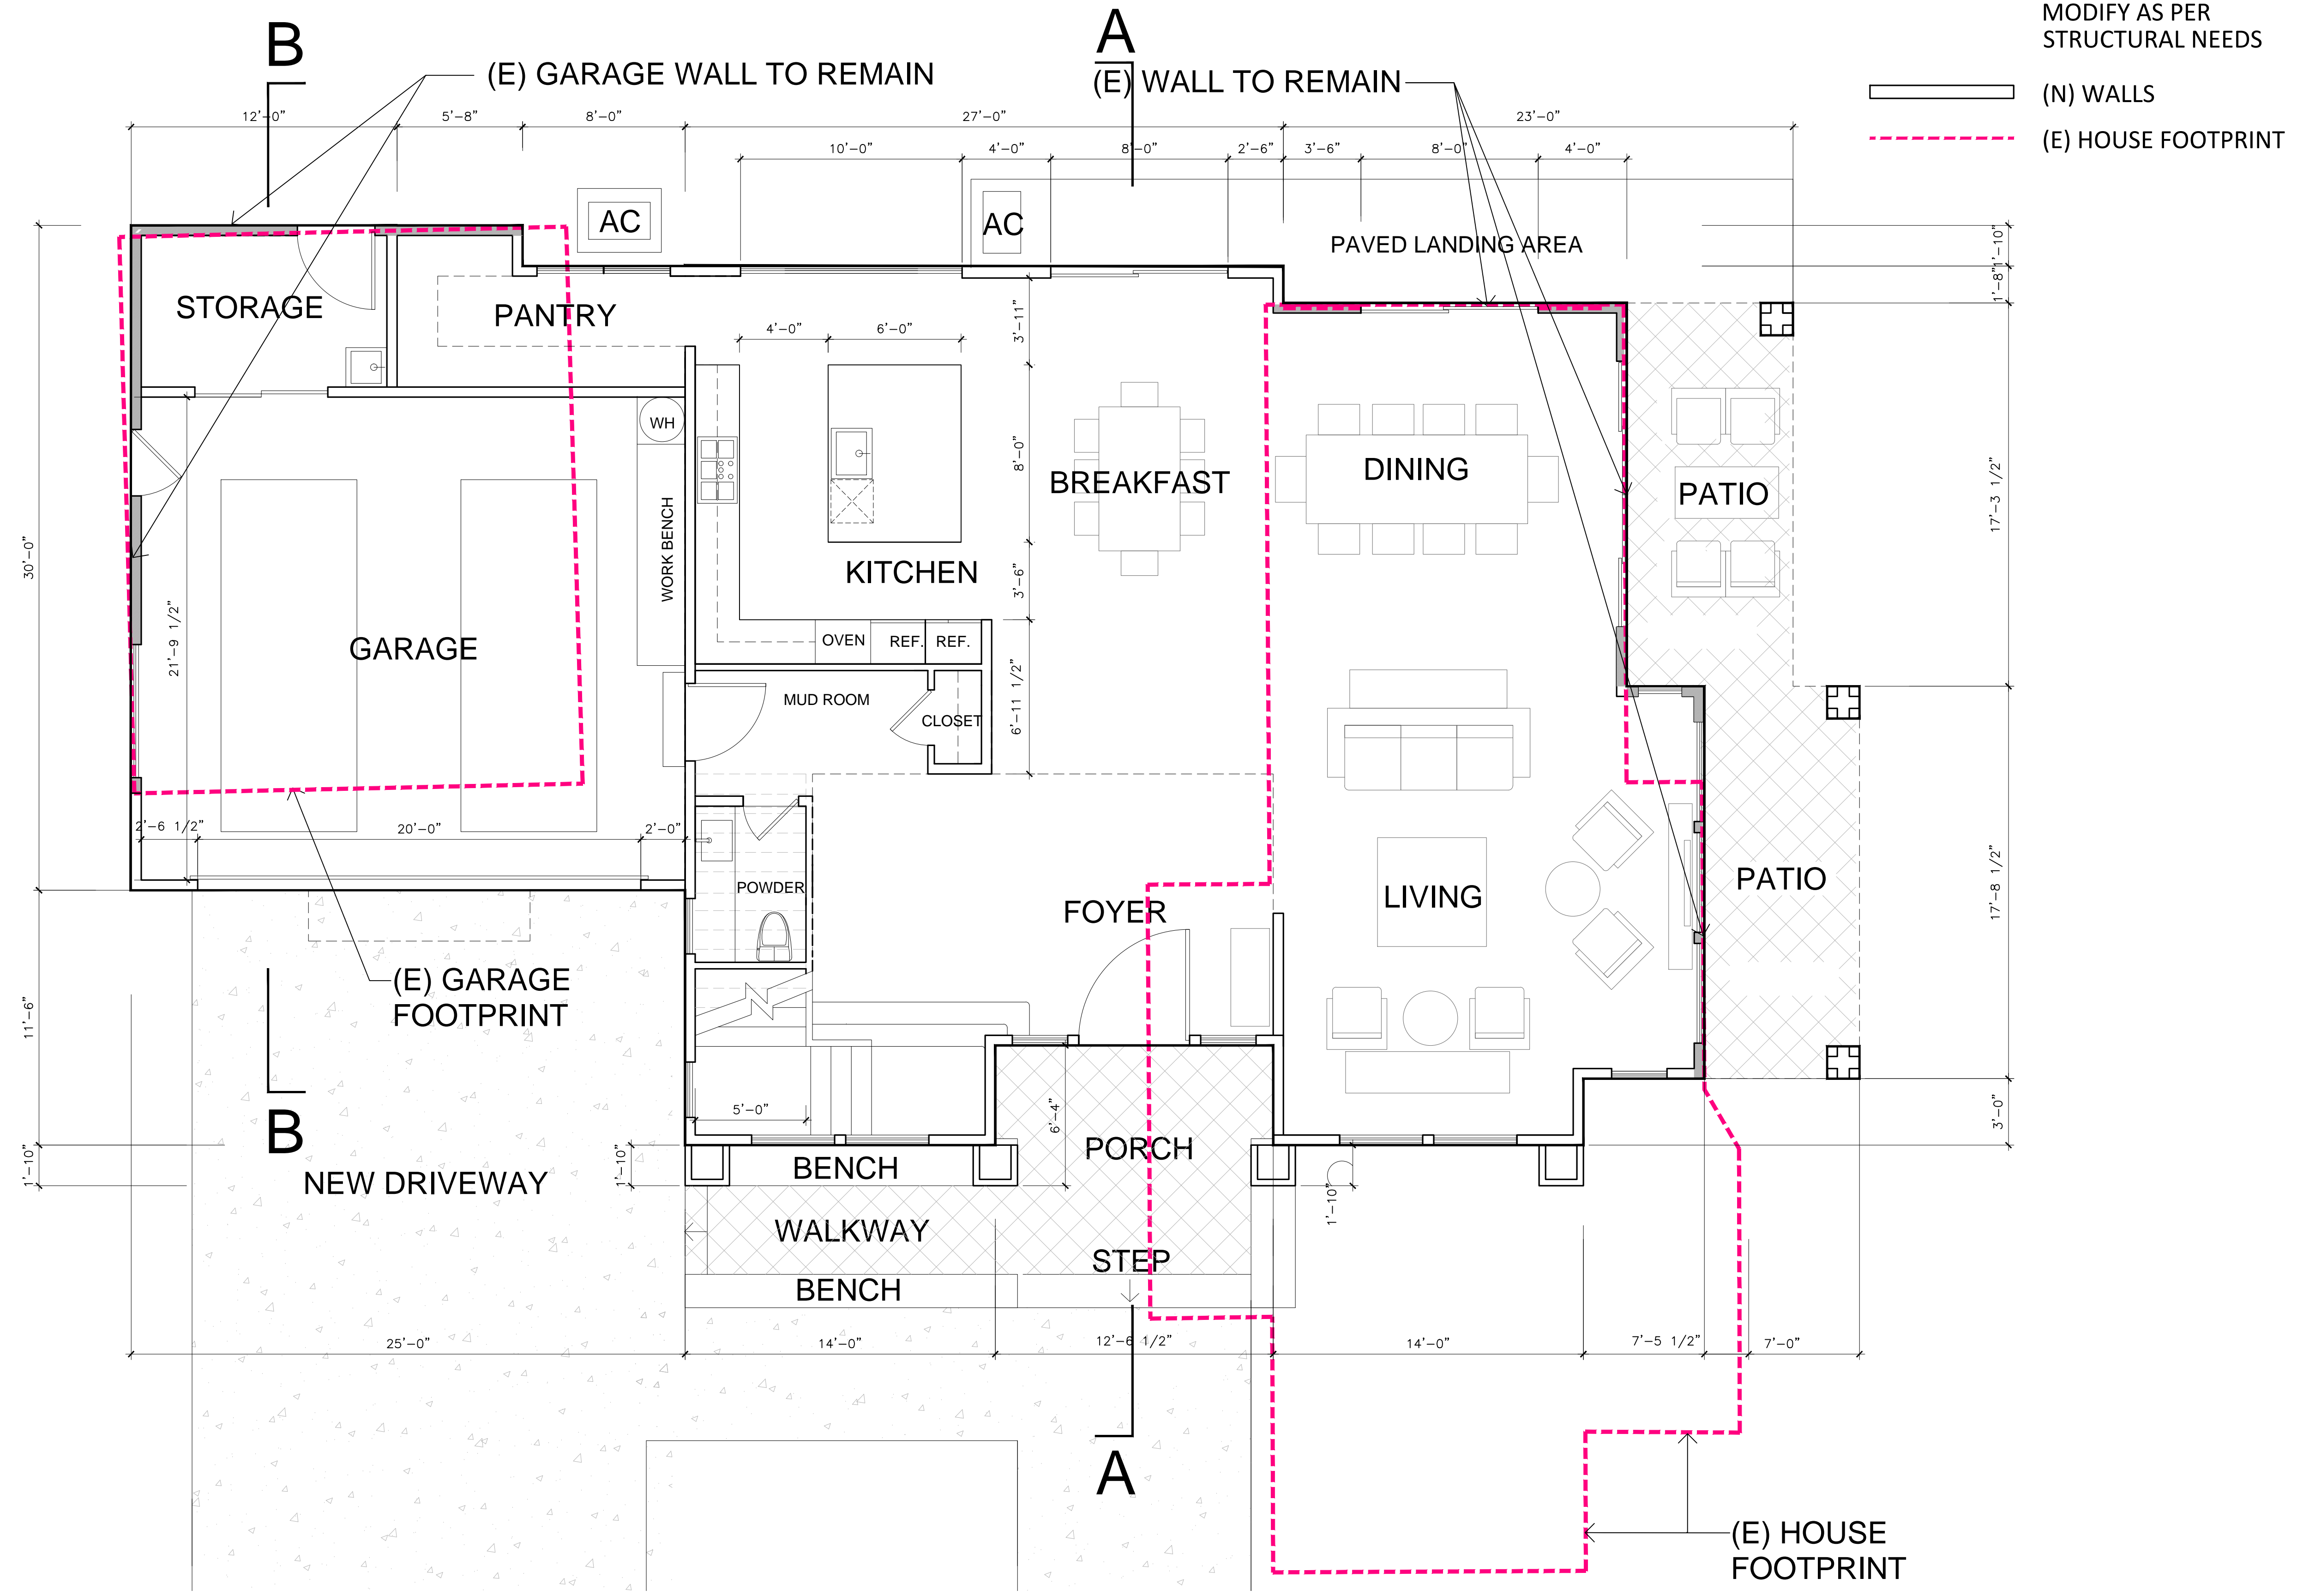 MODIFY AS PER
STRUCTURAL NEEDS
(N) WALLS
(E) HOUSE FOOTPRINT
B
A
(E) GARAGE WALL TO REMAIN
(E) WALL TO REMAIN
12'-0"
5'-8"
8'-0"
27'-0"
23'-0"
10'-0"
4'-0"
8'-0"
2'-6"
3'-6"
8'-0"
4'-0"
AC
AC
PAVED LANDING AREA
1'-10"
1'-8"
STORAGE
PANTRY
4'-0"
6'-0"
3'-11"
WH
8'-0"
BREAKFAST
DINING
PATIO
17'-3 1/2"
30'-0"
WORK BENCH
KITCHEN
3'-6"
21'-9 1/2"
GARAGE
OVEN
REF.
REF.
MUD ROOM
CLOSET
6'-11 1/2"
2'-6 1/2"
20'-0"
2'-0"
POWDER
FOYER
LIVING
PATIO
17'-8 1/2"
(E) GARAGE
FOOTPRINT
11'-6"
5'-0"
6'-4"
3'-0"
B
1'-10"
NEW DRIVEWAY
1'-10"
BENCH
PORCH
1'-10"
WALKWAY
STEP
BENCH
25'-0"
14'-0"
12'-6 1/2"
14'-0"
7'-5 1/2"
7'-0"
A
(E) HOUSE
FOOTPRINT